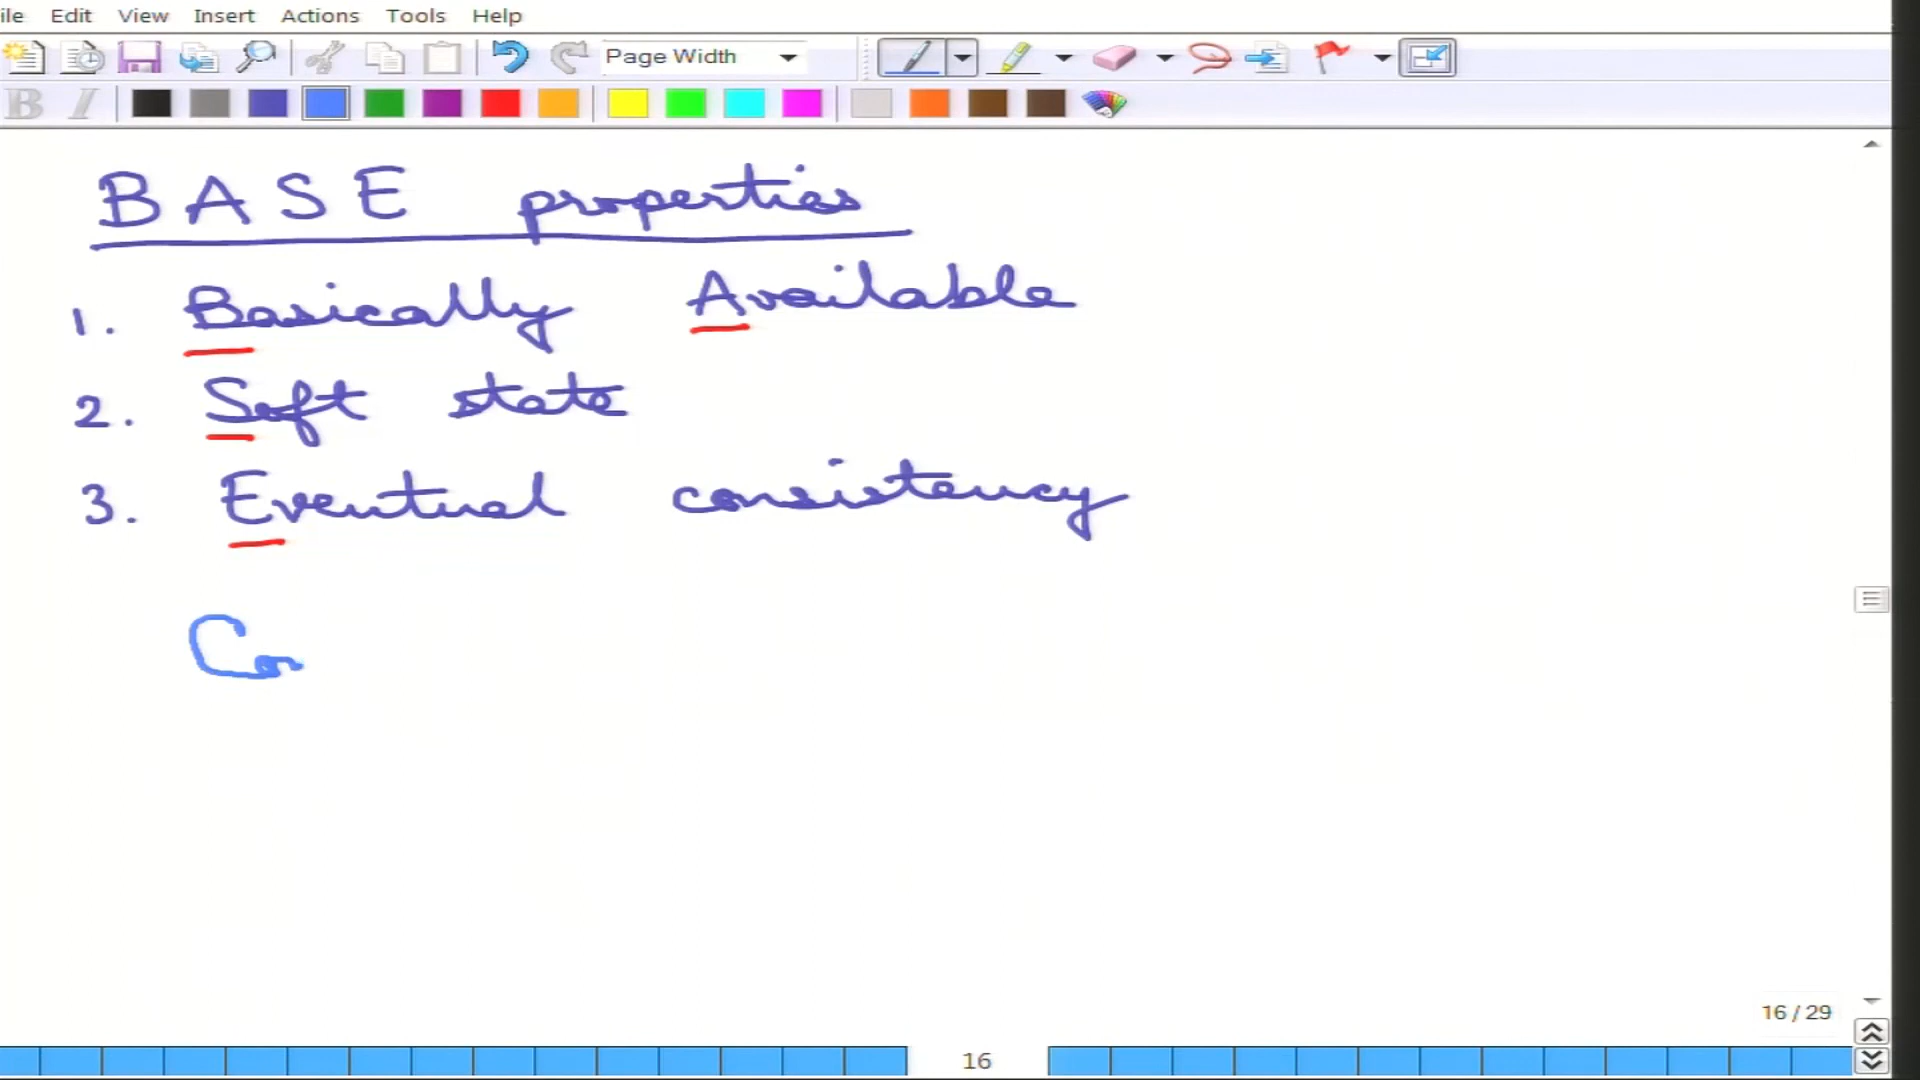 ile Edit View Insert Actions Tools Help
Page Width
B I
BASE properties
1. Basically Available
2. Soft state
3. Eventual consistency
Con
16 / 29
16